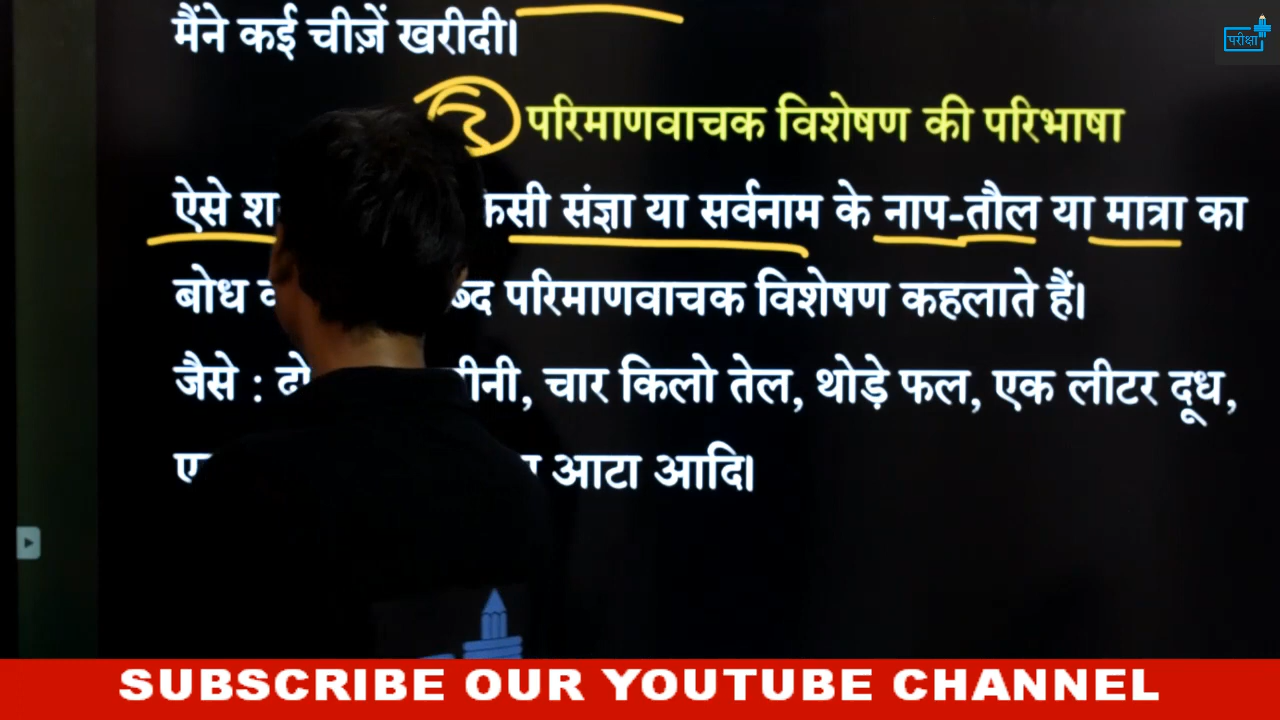 मैंने कई चीज़ें खरीदी।
परीक्षा
३ परिमाणवाचक विशेषण की परिभाषा
ऐसे संज्ञा या सर्वनाम के नाप-तौल या मात्रा का
बोध परिमाणवाचक विशेषण कहलाते हैं।
जैसे : चार किलो तेल, थोड़े फल, एक लीटर दूध,
आटा आदि।
SUBSCRIBE OUR YOUTUBE CHANNEL